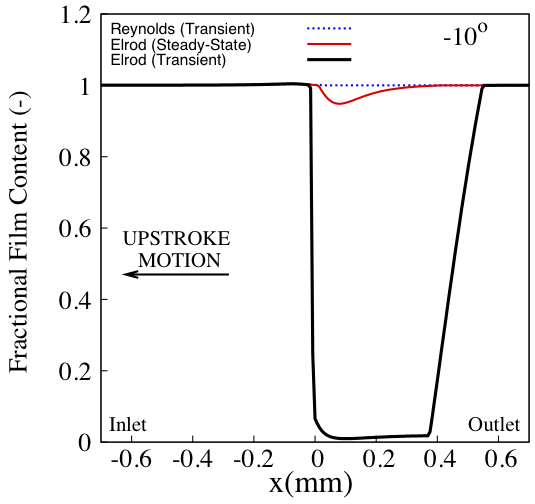 1.2
1
0.8
0.6
0.4
0.2
0
Fractional Film Content (-)
Reynolds (Transient)
Elrod (Steady-State)
Elrod (Transient)
-10º
UPSTROKE
MOTION
Inlet
Outlet
-0.6 -0.4 -0.2 0 0.2 0.4 0.6
x(mm)